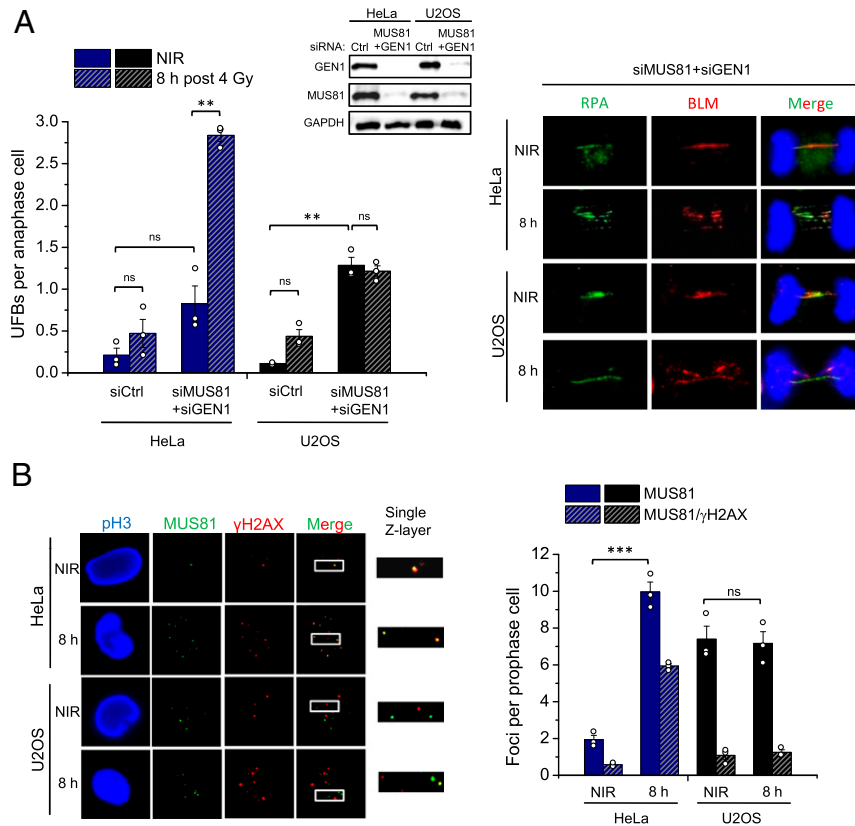 A
NIR
8 h post 4 Gy
UFBs per anaphase cell
3.0
2.5
2.0
1.5
1.0
0.5
0.0
ns
ns
**
ns
**
ns
siCtrl
siMUS81
+siGEN1
siCtrl
siMUS81
+siGEN1
HeLa
U2OS
HeLa U2OS
siRNA: Ctrl MUS81 +GEN1 Ctrl MUS81 +GEN1
GEN1
MUS81
GAPDH
siMUS81+siGEN1
RPA BLM Merge
HeLa
NIR
8 h
U2OS
NIR
8 h
B
pH3 MUS81 γH2AX Merge
Single
Z-layer
HeLa
NIR
8 h
U2OS
NIR
8 h
MUS81
MUS81/γH2AX
Foci per prophase cell
12
10
8
6
4
2
0
***
ns
NIR 8 h NIR 8 h
HeLa U2OS